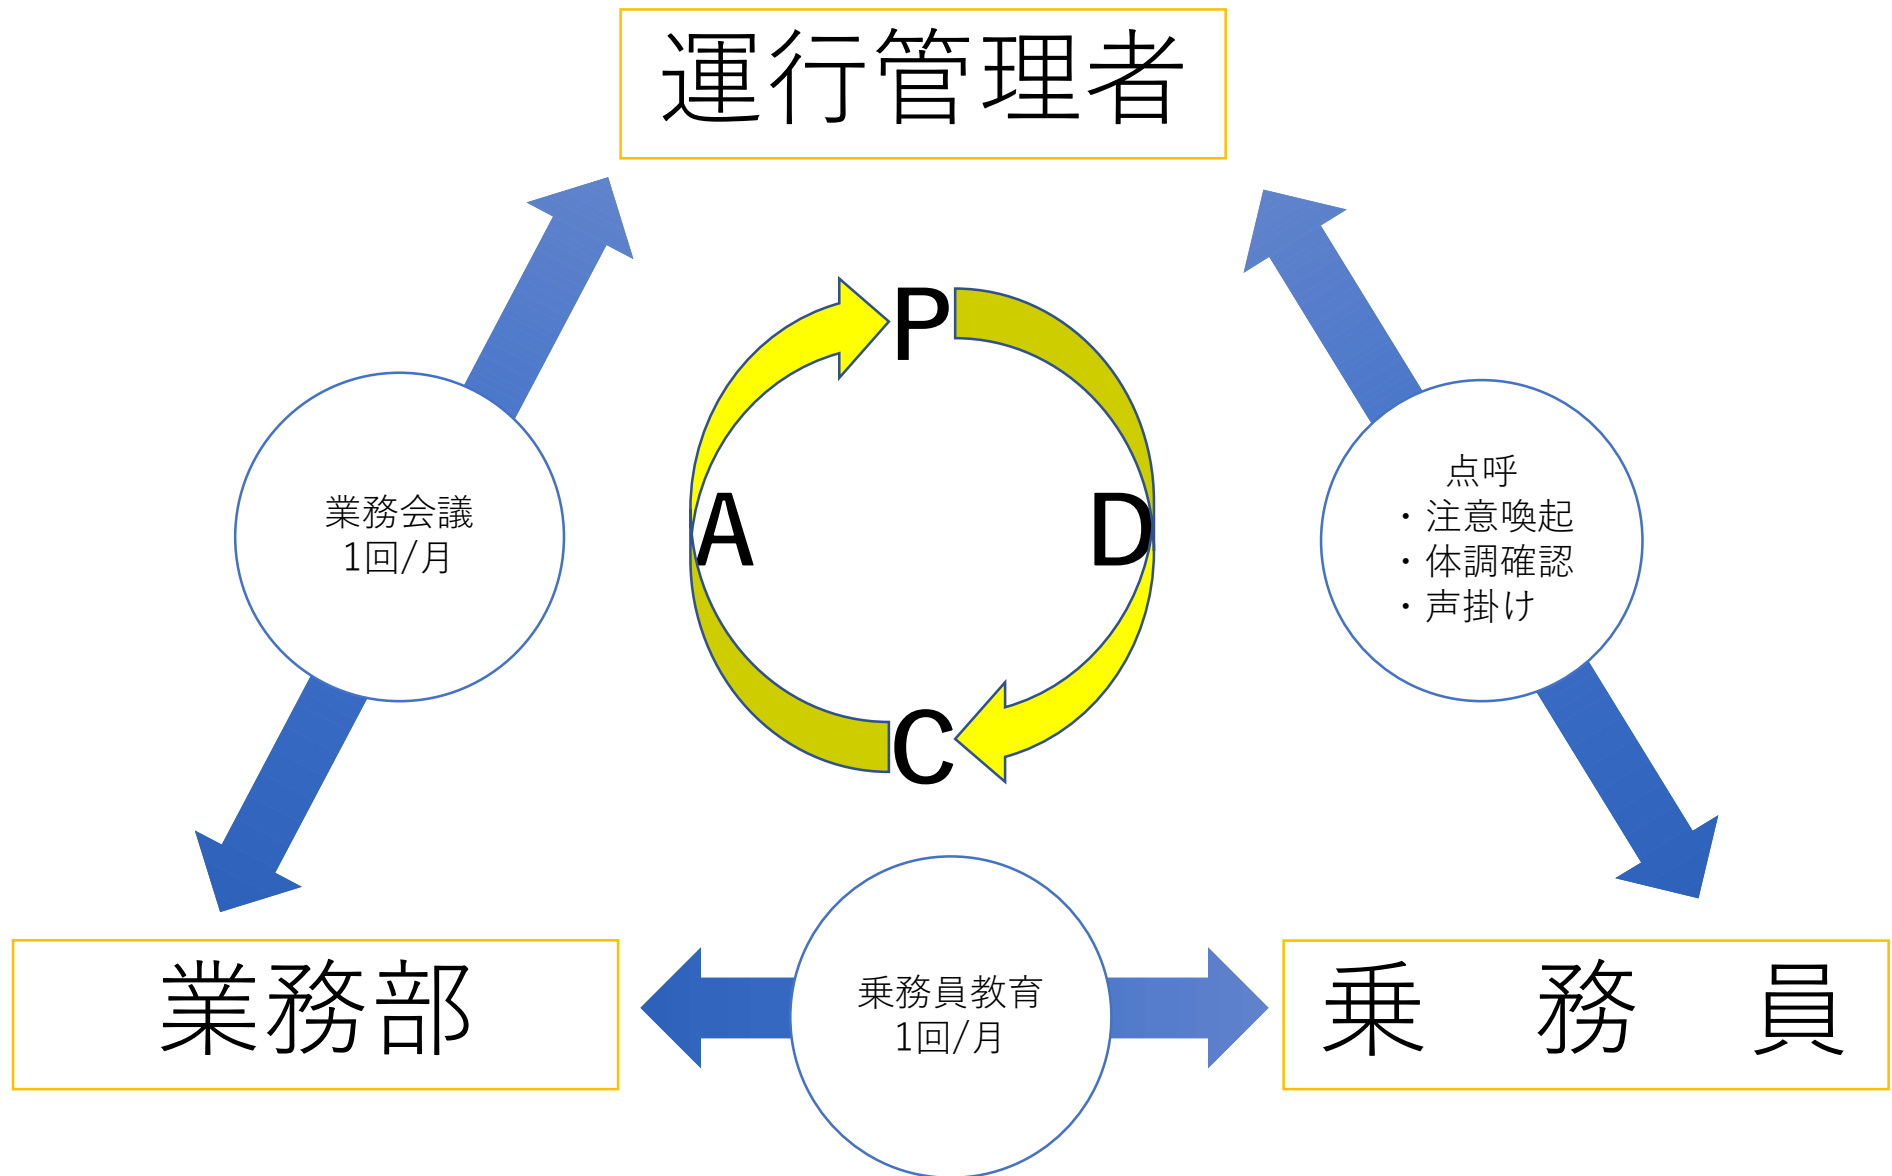 運行管理者
P
業務会議
1回/月
A
D
点呼
・注意喚起
・体調確認
・声掛け
C
業務部
乗務員教育
1回/月
乗　務　員